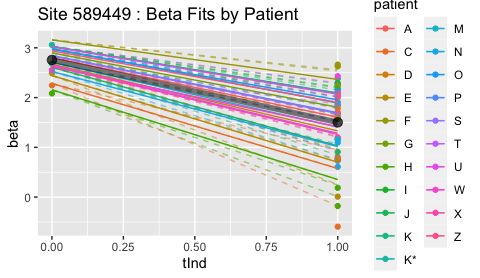 Site 589449 : Beta Fits by Patient
beta
3
2
1
0
0.00 0.25 0.50 0.75 1.00
tInd
patient
A
C
D
E
F
G
H
I
J
K
K*
M
N
O
P
S
T
U
W
X
Z